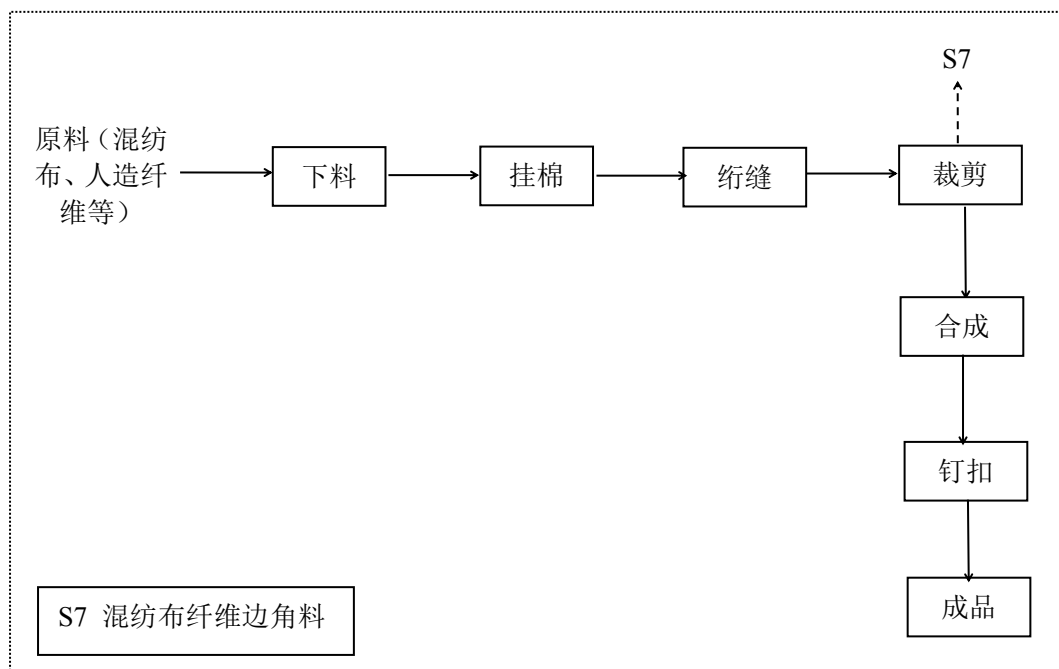 S7
原料（混纺
布、人造纤
维等）
下料
挂棉
绗缝
裁剪
合成
钉扣
成品
S7 混纺布纤维边角料